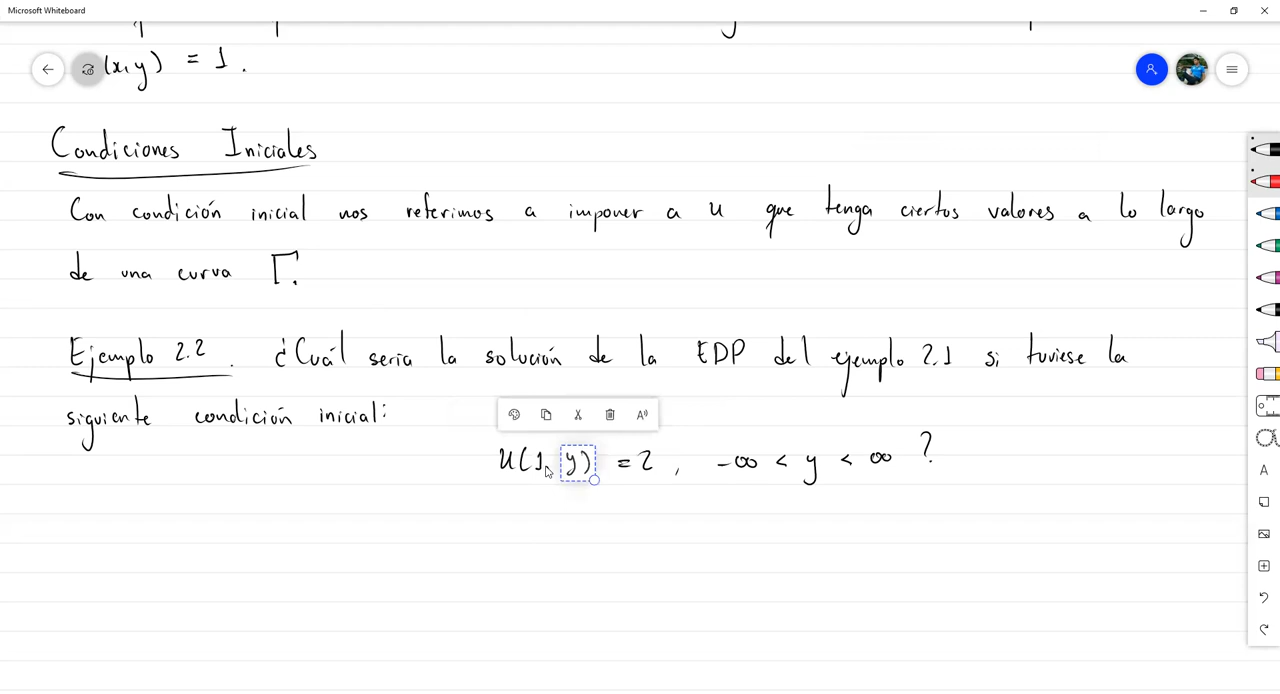 Microsoft Whiteboard
(x,y) = 1.
Condiciones Iniciales
Con condición inicial nos referimos a imponer a u que tenga ciertos valores a lo largo
de una curva Γ.
Ejemplo 2.2. ¿Cuál seria la solución de la EDP del ejemplo 2.1 si tuviese la
siguiente condición inicial:
u(1, y) = 2, -∞ < y < ∞ ?